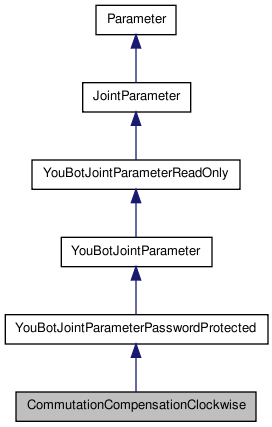 Parameter
JointParameter
YouBotJointParameterReadOnly
YouBotJointParameter
YouBotJointParameterPasswordProtected
CommutationCompensationClockwise